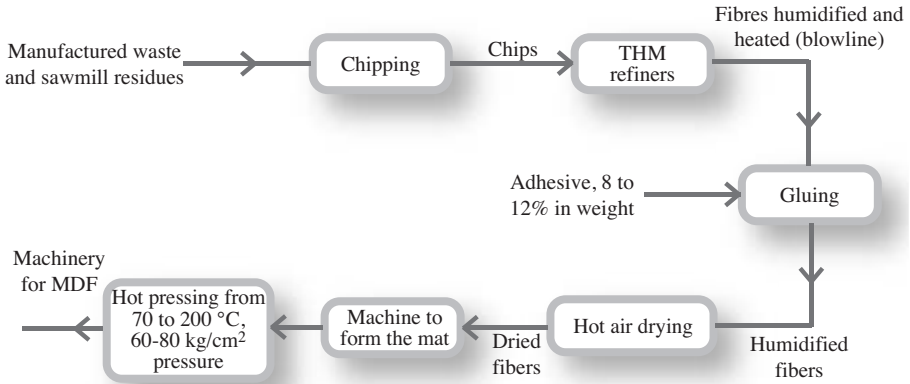 Manufactured waste
and sawmill residues
Chipping
Chips
THM
refiners
Fibres humidified and
heated (blowline)
Adhesive, 8 to
12% in weight
Gluing
Humidified
fibers
Hot air drying
Dried
fibers
Machine to
form the mat
Hot pressing from
70 to 200 °C,
60-80 kg/cm²
pressure
Machinery
for MDF